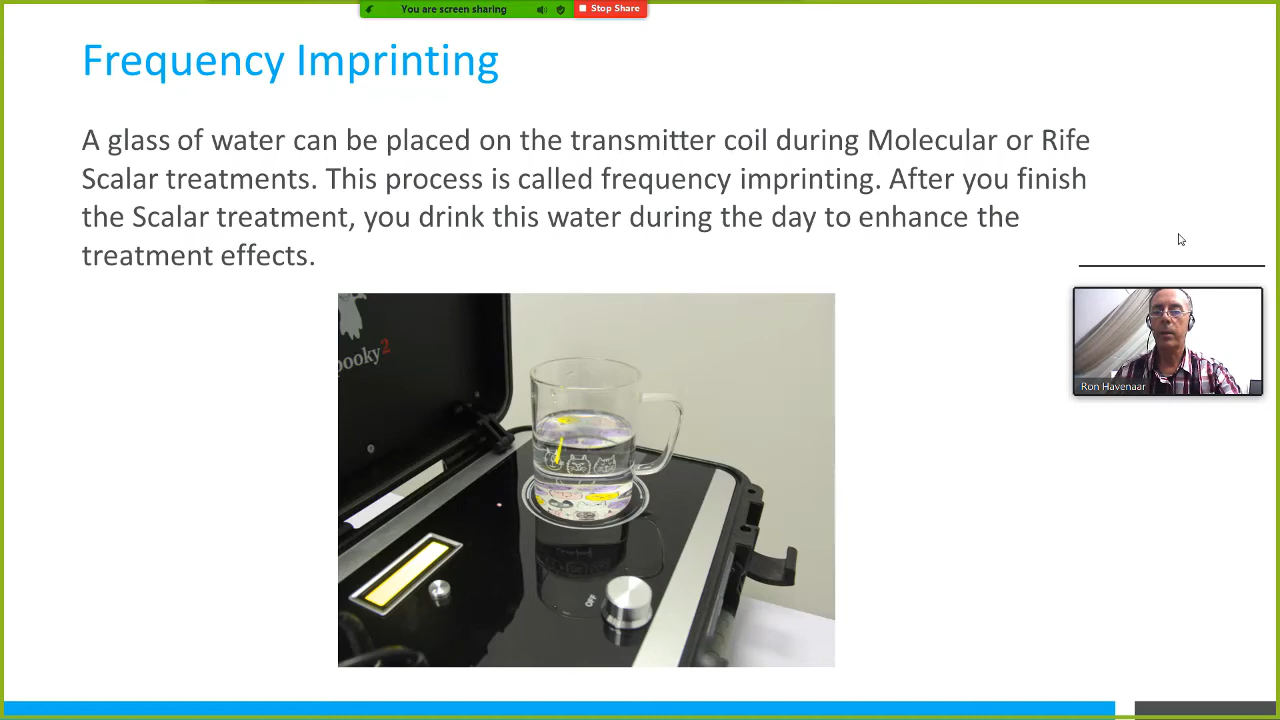 You are screen sharing
Stop Share
Frequency Imprinting
A glass of water can be placed on the transmitter coil during Molecular or Rife
Scalar treatments. This process is called frequency imprinting. After you finish
the Scalar treatment, you drink this water during the day to enhance the
treatment effects.
pooky2
Ron Havenaar
OFF